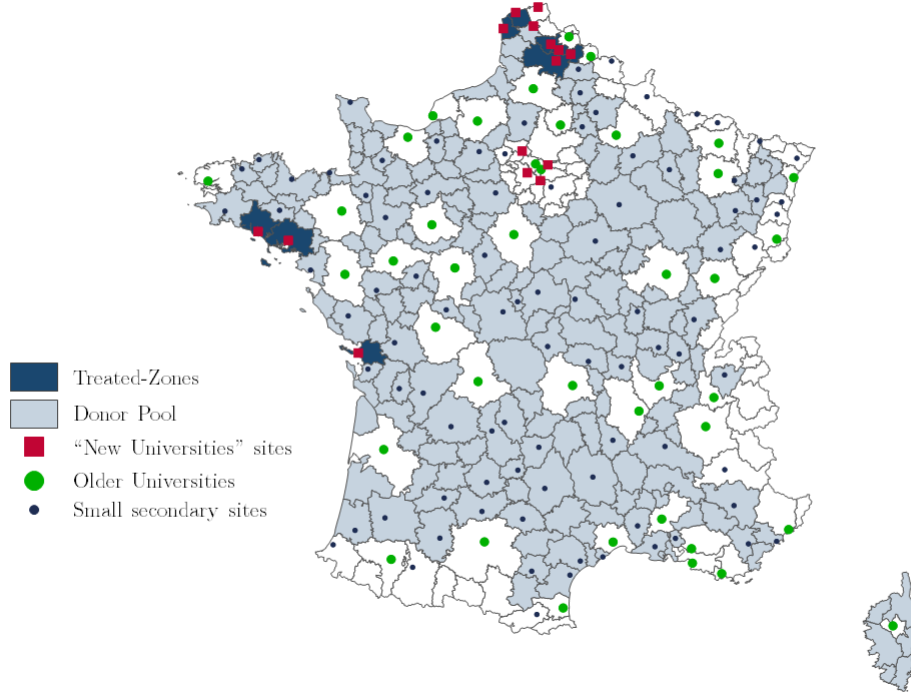 Treated-Zones
Donor Pool
“New Universities” sites
Older Universities
Small secondary sites